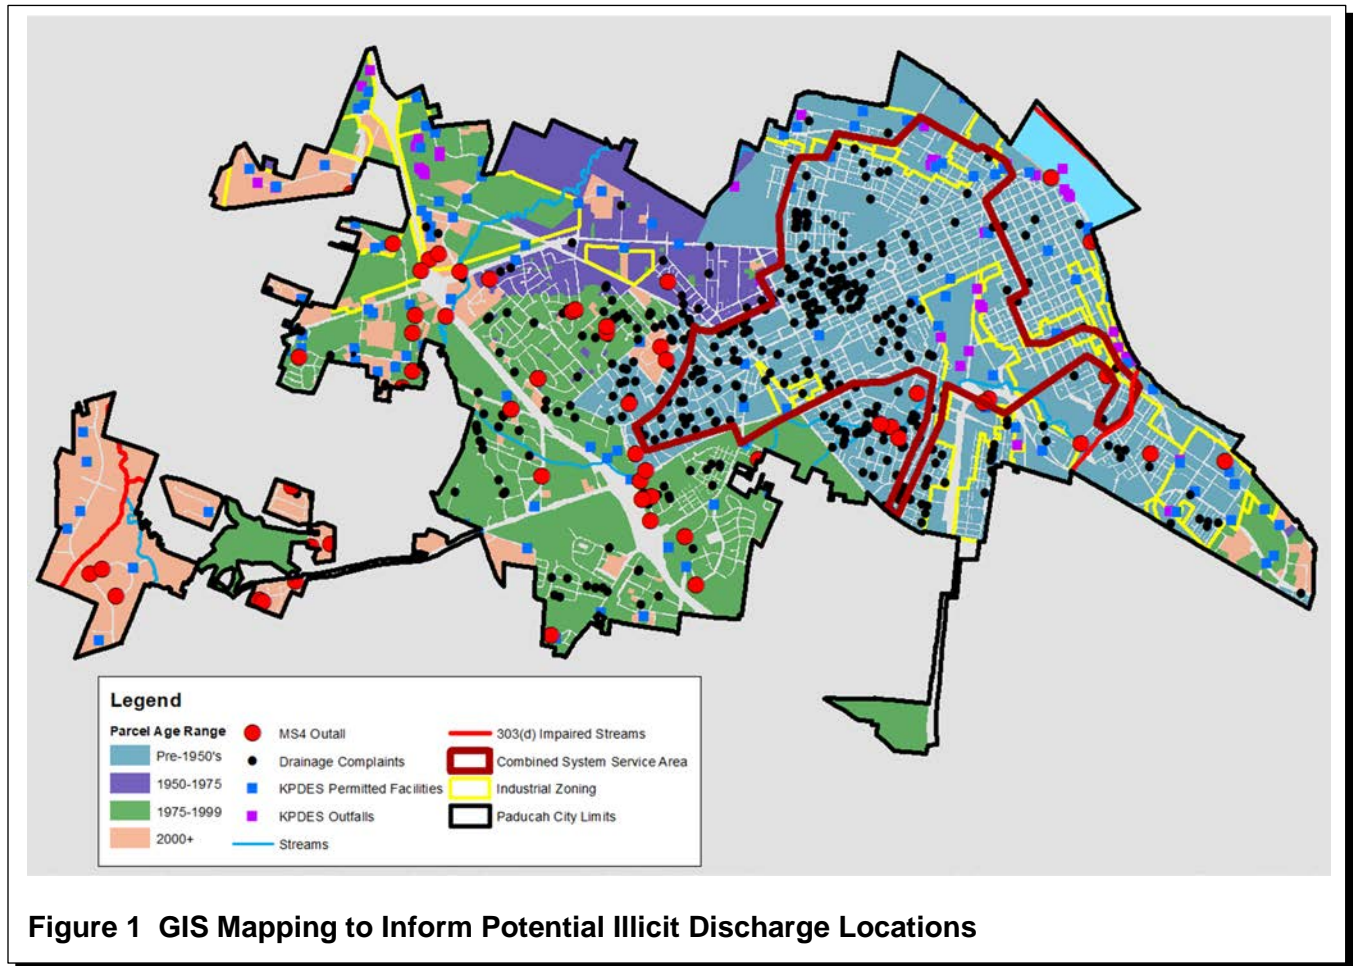 Legend
Parcel Age Range
Pre-1950's
1950-1975
1975-1999
2000+
MS4 Outall
Drainage Complaints
KPDES Permitted Facilities
KPDES Outfalls
Streams
303(d) Impaired Streams
Combined System Service Area
Industrial Zoning
Paducah City Limits
Figure 1 GIS Mapping to Inform Potential Illicit Discharge Locations